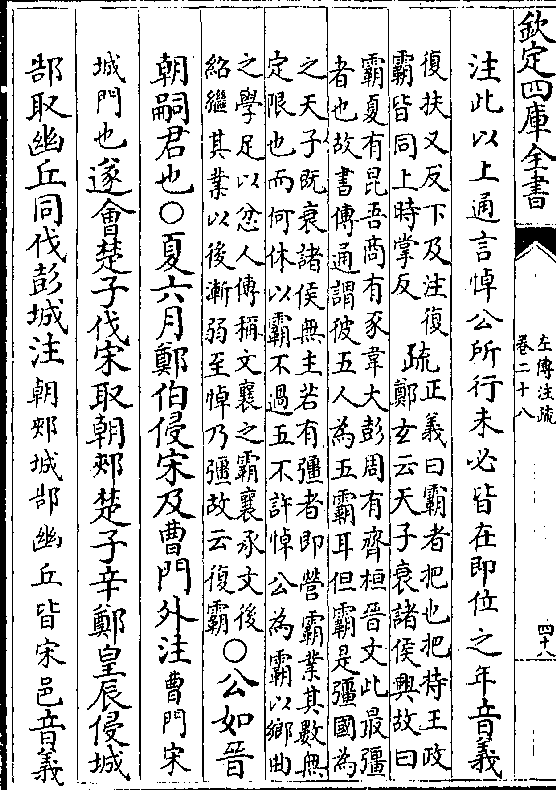 欽定四庫全書
左傳注疏
卷二十八
四十八
注此以上通言悼公所行未必皆在即位之年音義
復扶又反下及注復
霸皆同上時掌反
疏
正義曰霸者把也把持王政
鄭玄云天子衰諸侯興故曰
霸夏有昆吾商有豕韋大彭周有齊桓晉文此最彊
者也故書傳通謂彼五人為五霸耳但霸是彊國為
之天子既衰諸侯無主若有彊者即營霸業其數無
定限也而何休以霸不過五不許悼公為霸以鄉曲
之學足以忿人傳稱文襄之霸襄承文後
紹繼其業以後漸弱至悼乃彊故云復霸
○公如晉
朝嗣君也○夏六月鄭伯侵宋及曹門外注曹門宋
城門也遂會楚子伐宋取朝郟楚子辛鄭皇辰侵城
郜取幽丘同伐彭城注朝郟城郜幽丘皆宋邑音義